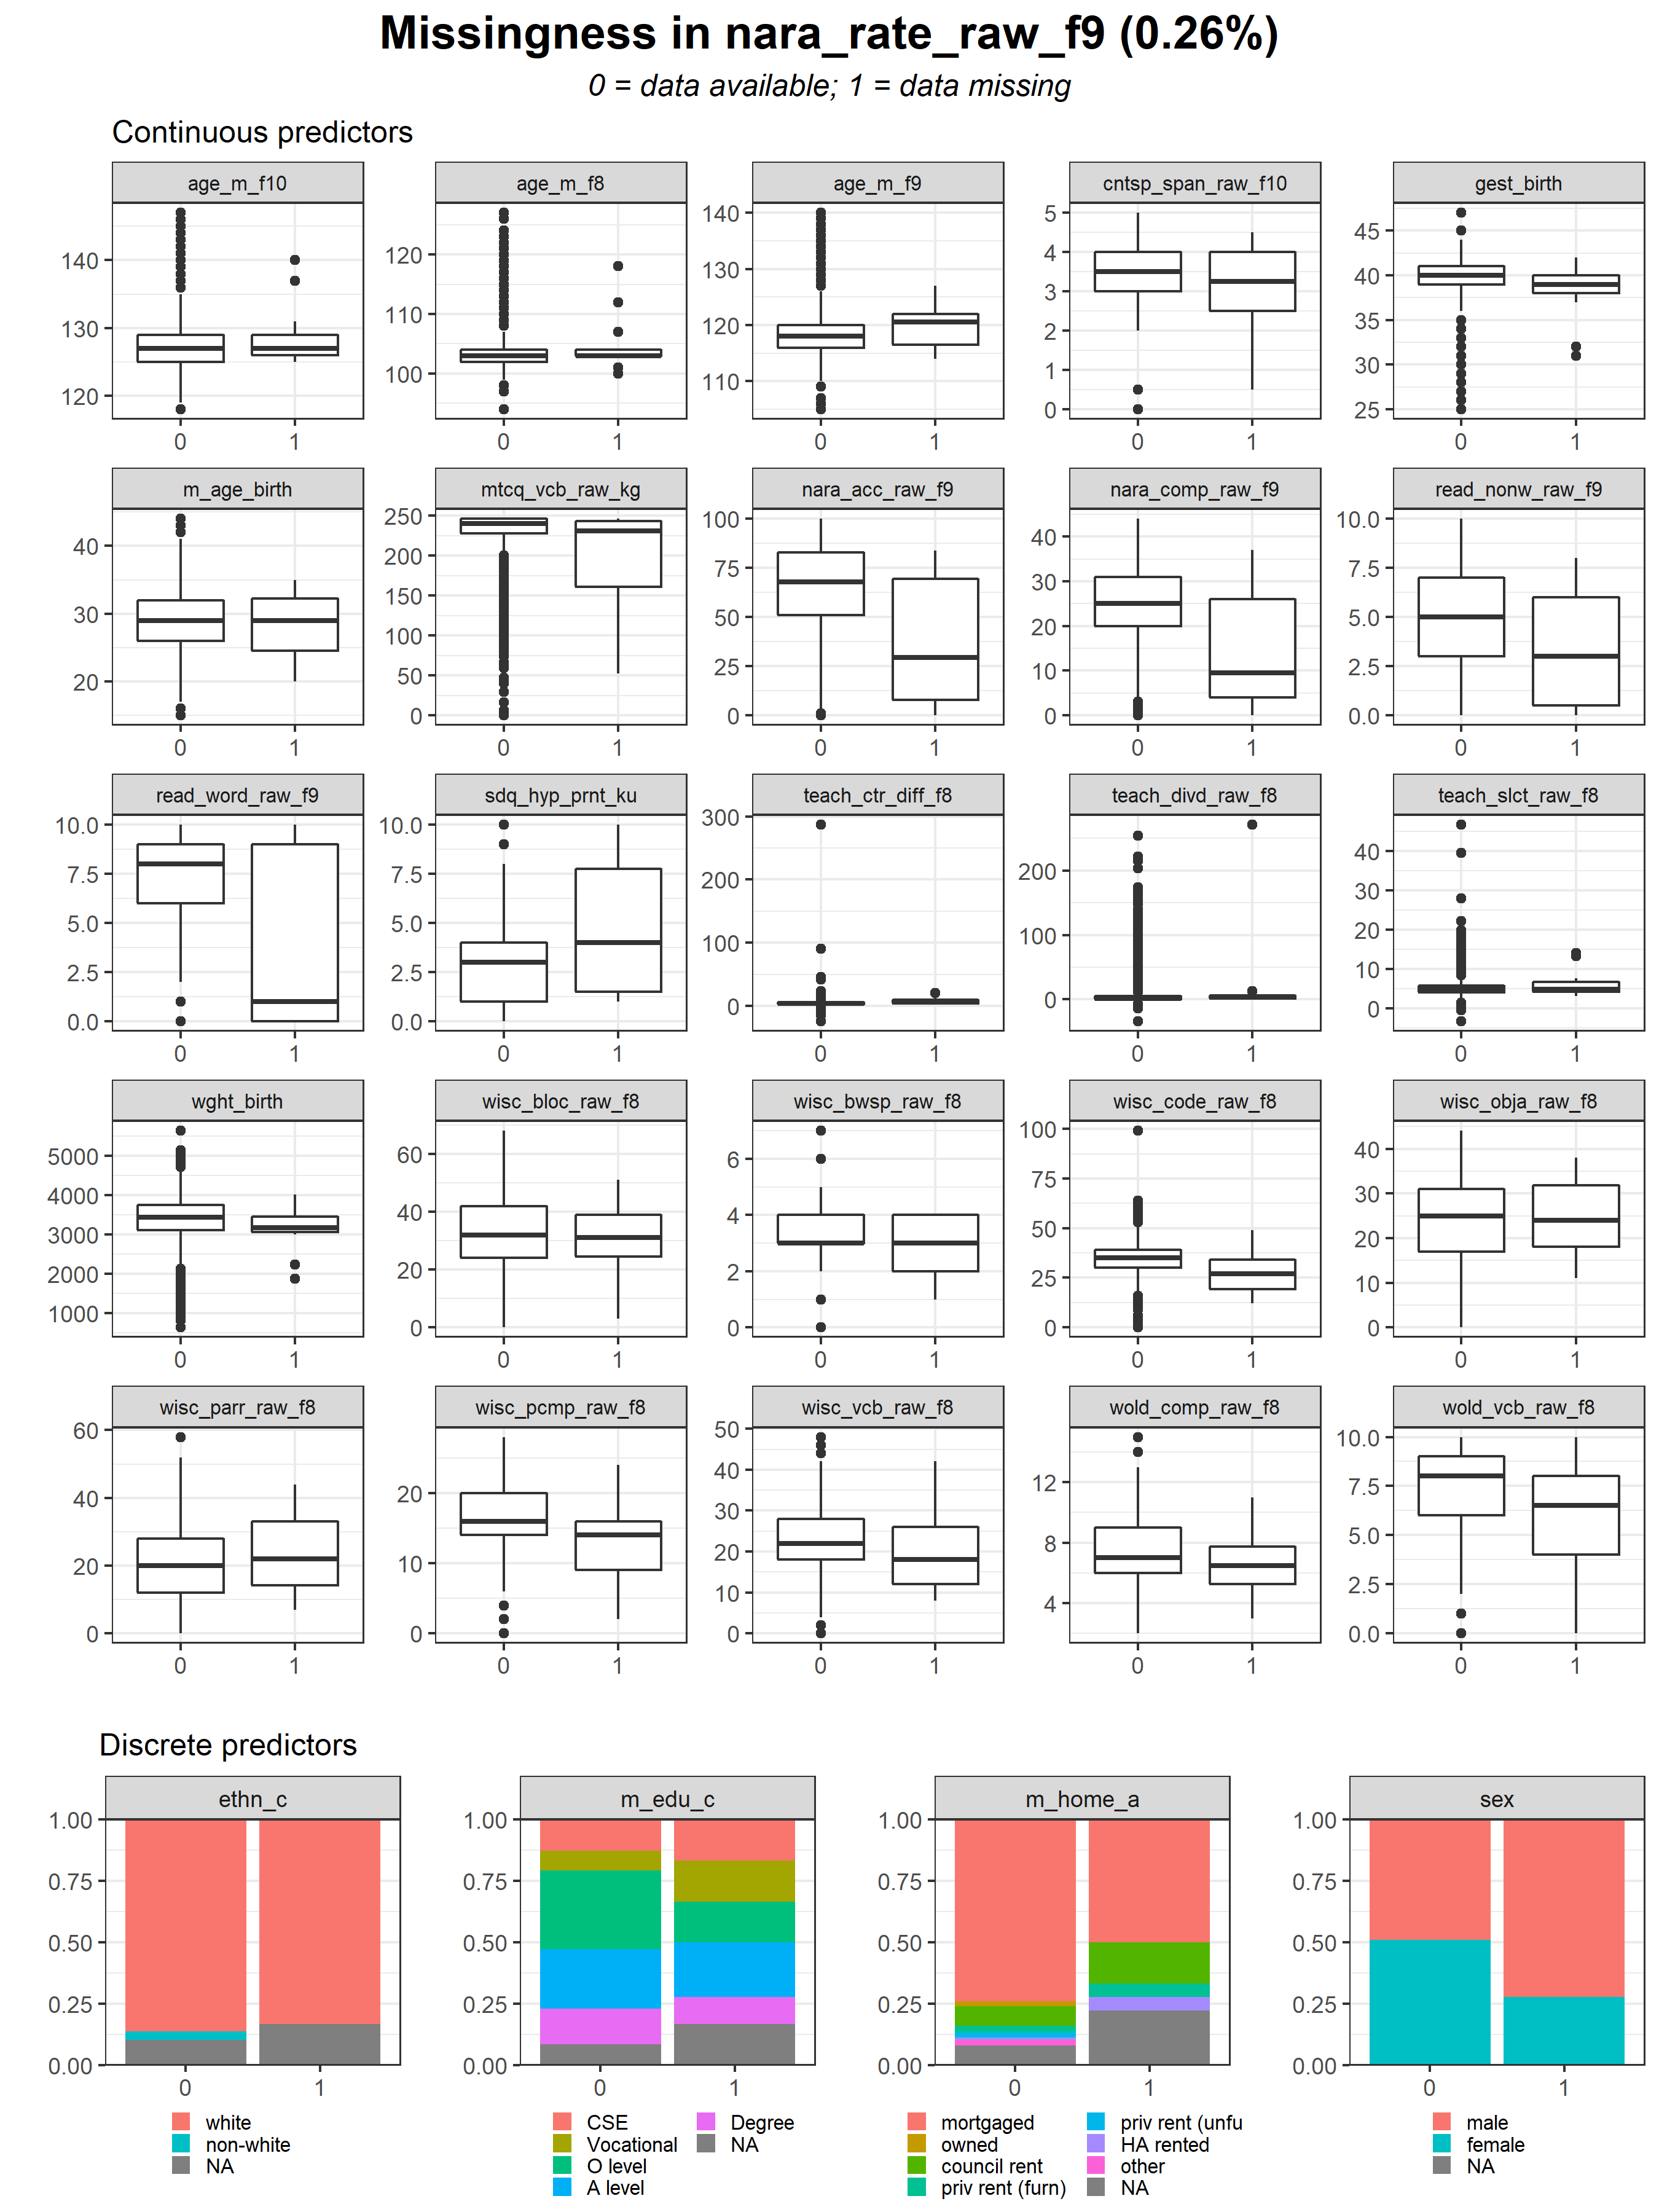 Missingness in nara_rate_raw_f9 (0.26%)
0 = data available; 1 = data missing
Continuous predictors
age_m_f10 age_m_f8 age_m_f9 cntsp_span_raw_f10 gest_birth
140 130 120
120 110 100
140 130 120 110
5 4 3 2 1 0
45 40 35 30 25
0 1 0 1 0 1 0 1 0 1
m_age_birth mtcq_vcb_raw_kg nara_acc_raw_f9 nara_comp_raw_f9 read_nonw_raw_f9
40 30 20
250 200 150 100 50 0
100 75 50 25 0
40 30 20 10 0
10.0 7.5 5.0 2.5 0.0
0 1 0 1 0 1 0 1 0 1
read_word_raw_f9 sdq_hyp_prnt_ku teach_ctr_diff_f8 teach_divd_raw_f8 teach_slct_raw_f8
10.0 7.5 5.0 2.5 0.0
10.0 7.5 5.0 2.5 0.0
300 200 100 0
200 100 0
40 30 20 10 0
0 1 0 1 0 1 0 1 0 1
wght_birth wisc_bloc_raw_f8 wisc_bwsp_raw_f8 wisc_code_raw_f8 wisc_obja_raw_f8
5000 4000 3000 2000 1000
60 40 20 0
6 4 2 0
100 75 50 25 0
40 30 20 10 0
0 1 0 1 0 1 0 1 0 1
wisc_parr_raw_f8 wisc_pcmp_raw_f8 wisc_vcb_raw_f8 wold_comp_raw_f8 wold_vcb_raw_f8
60 40 20 0
20 10 0
50 40 30 20 10 0
12 8 4
10.0 7.5 5.0 2.5 0.0
0 1 0 1 0 1 0 1 0 1
Discrete predictors
ethn_c m_edu_c m_home_a sex
1.00 1.00 1.00 1.00
0.75 0.75 0.75 0.75
0.50 0.50 0.50 0.50
0.25 0.25 0.25 0.25
0.00 0.00 0.00 0.00
0 1 0 1 0 1 0 1
white CSE Degree mortgaged priv rent (unfu male
non-white Vocational NA owned HA rented female
NA O level council rent other NA
A level priv rent (furn) NA